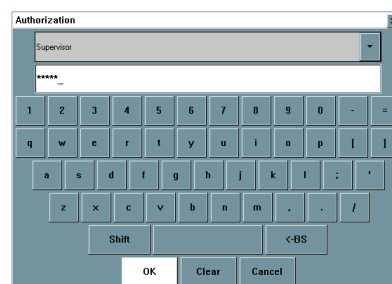 Authorization
Supervisor
*****_
1 2 3 4 5 6 7 8 9 0 - =
q w e r t y u i o p [ ]
a s d f g h j k l ; '
z x c v b n m , . /
Shift <-BS
OK Clear Cancel